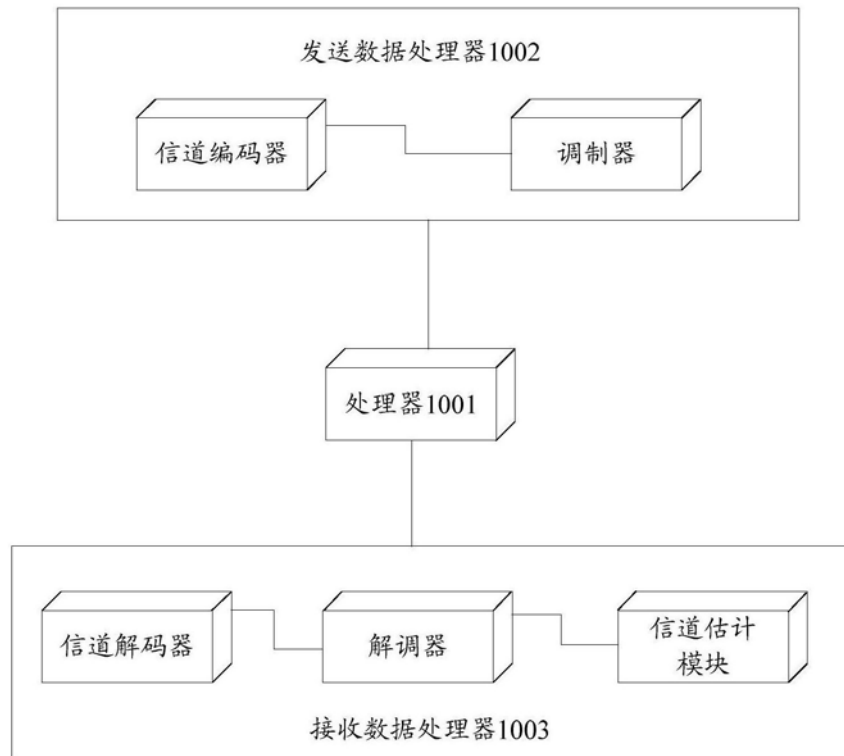 发送数据处理器1002
信道编码器
调制器
处理器1001
信道解码器
解调器
信道估计
模块
接收数据处理器1003